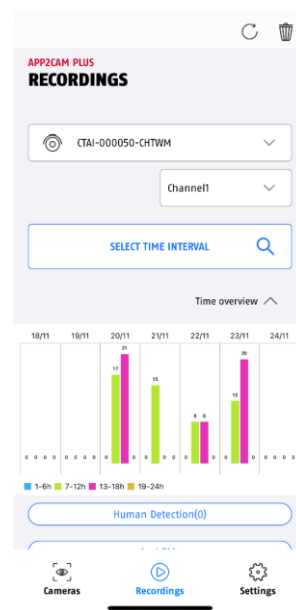 APP2CAM PLUS
RECORDINGS
CTAI-000050-CHTWM
Channel1
SELECT TIME INTERVAL
Time overview
18/11 19/11 20/11 21/11 22/11 23/11 24/11
21
20
17
15
12
8 8
0 0 0 0 0 0 0 0 0 0 0 0 0 0 0 0 0 0 0 0 0
1-6h 7-12h 13-18h 19-24h
Human Detection(0)
Cameras Recordings Settings